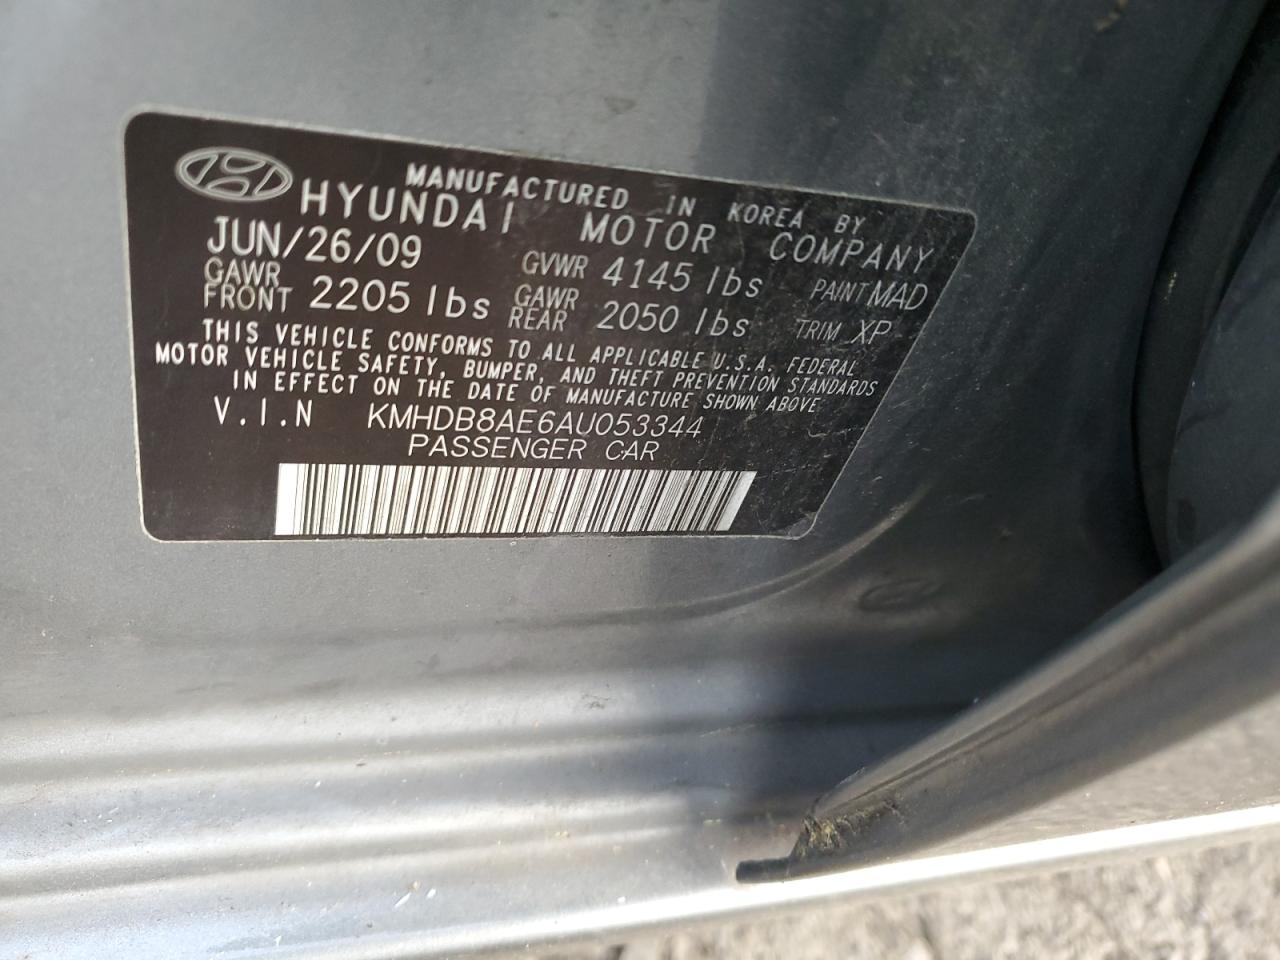 MANUFACTURED IN KOREA BY
HYUNDAI MOTOR COMPANY
JUN/26/09 GVWR 4145 lbs PAINT MAD
GAWR FRONT 2205 lbs GAWR REAR 2050 lbs TRIM XP
THIS VEHICLE CONFORMS TO ALL APPLICABLE U.S.A. FEDERAL
MOTOR VEHICLE SAFETY, BUMPER, AND THEFT PREVENTION STANDARDS
IN EFFECT ON THE DATE OF MANUFACTURE SHOWN ABOVE
V.I.N KMHDB8AE6AU053344
PASSENGER CAR